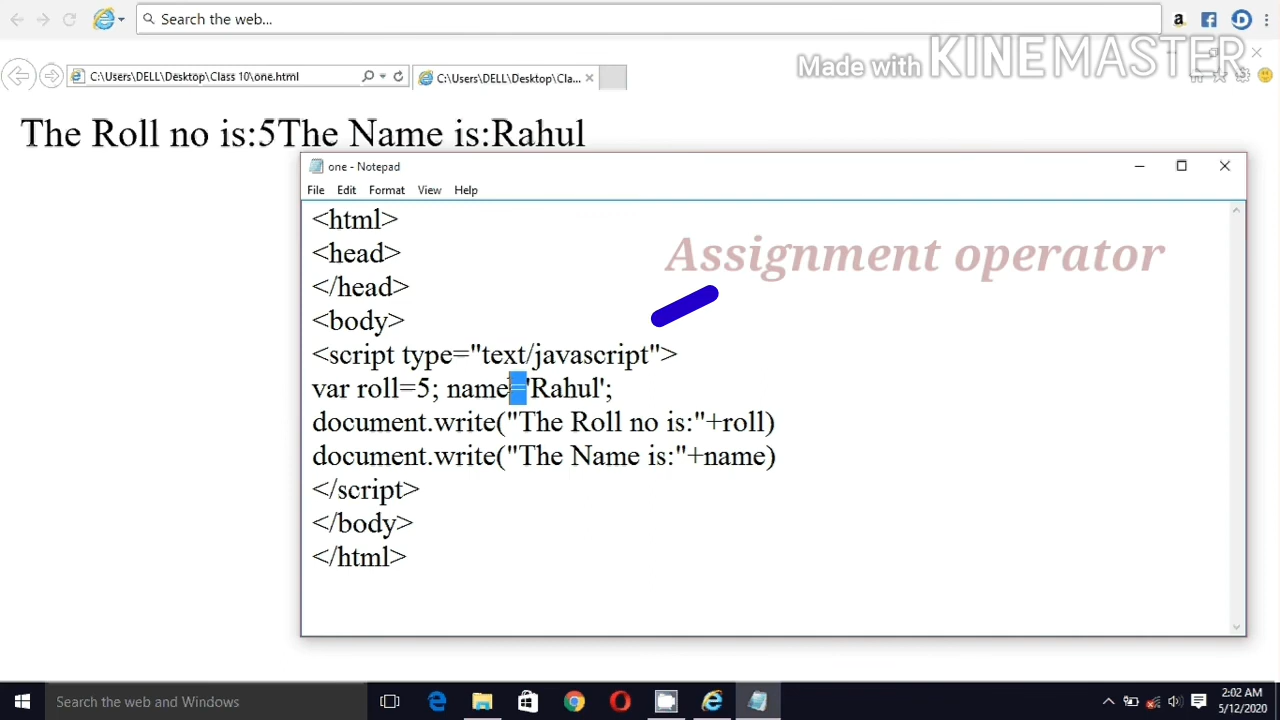 Search the web...
Made with KINEMASTER
C:\Users\DELL\Desktop\Class 10\one.html
C:\Users\DELL\Desktop\Cla...
The Roll no is:5The Name is:Rahul
one - Notepad
File Edit Format View Help
<html>
<head>
</head>
<body>
<script type="text/javascript">
var roll=5; name='Rahul';
document.write("The Roll no is:"+roll)
document.write("The Name is:"+name)
</script>
</body>
</html>
Assignment operator
Search the web and Windows
2:02 AM
5/12/2020